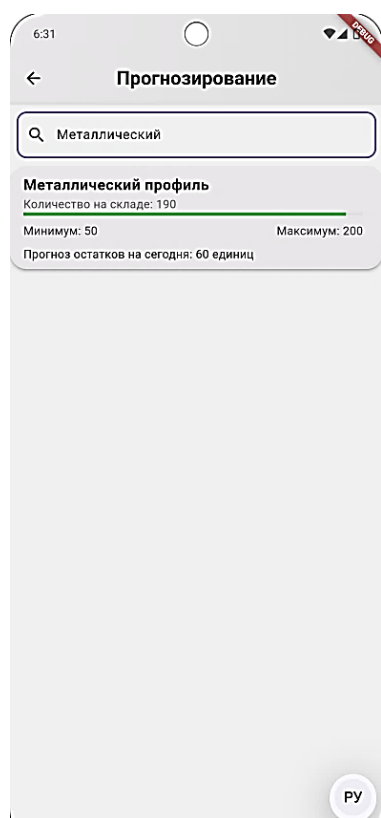 6:31
DEBUG
Прогнозирование
Металлический
Металлический профиль
Количество на складе: 190
Минимум: 50
Максимум: 200
Прогноз остатков на сегодня: 60 единиц
РУ